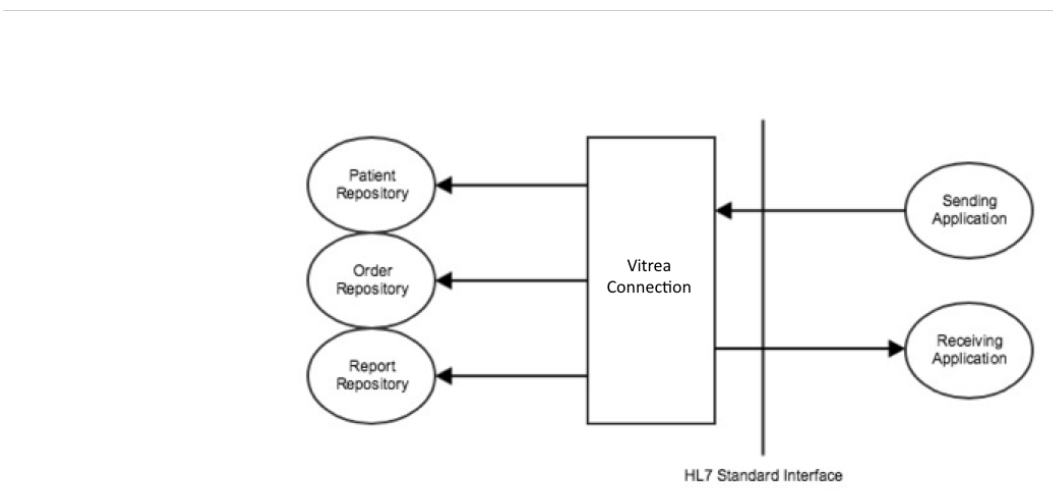 Patient
Repository
Order
Repository
Report
Repository
Vitrea
Connection
Sending
Application
Receiving
Application
HL7 Standard Interface